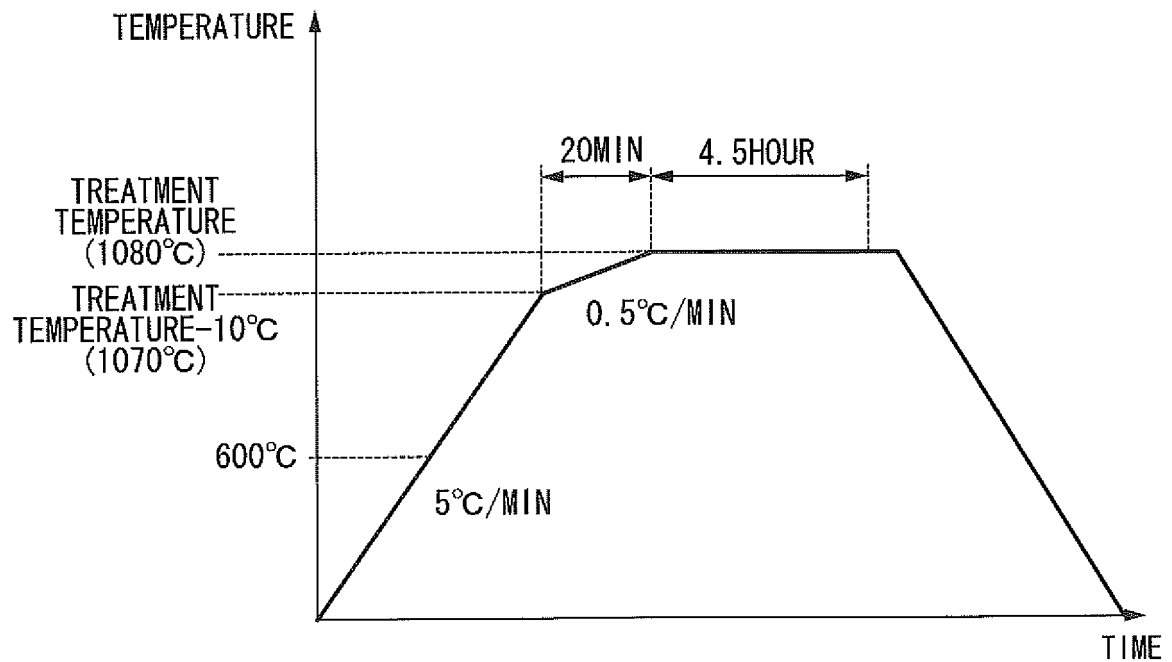 TEMPERATURE
20MIN
4.5HOUR
TREATMENT
TEMPERATURE
(1080℃)
TREATMENT
TEMPERATURE-10℃
(1070℃)
0.5℃/MIN
600℃
5℃/MIN
TIME